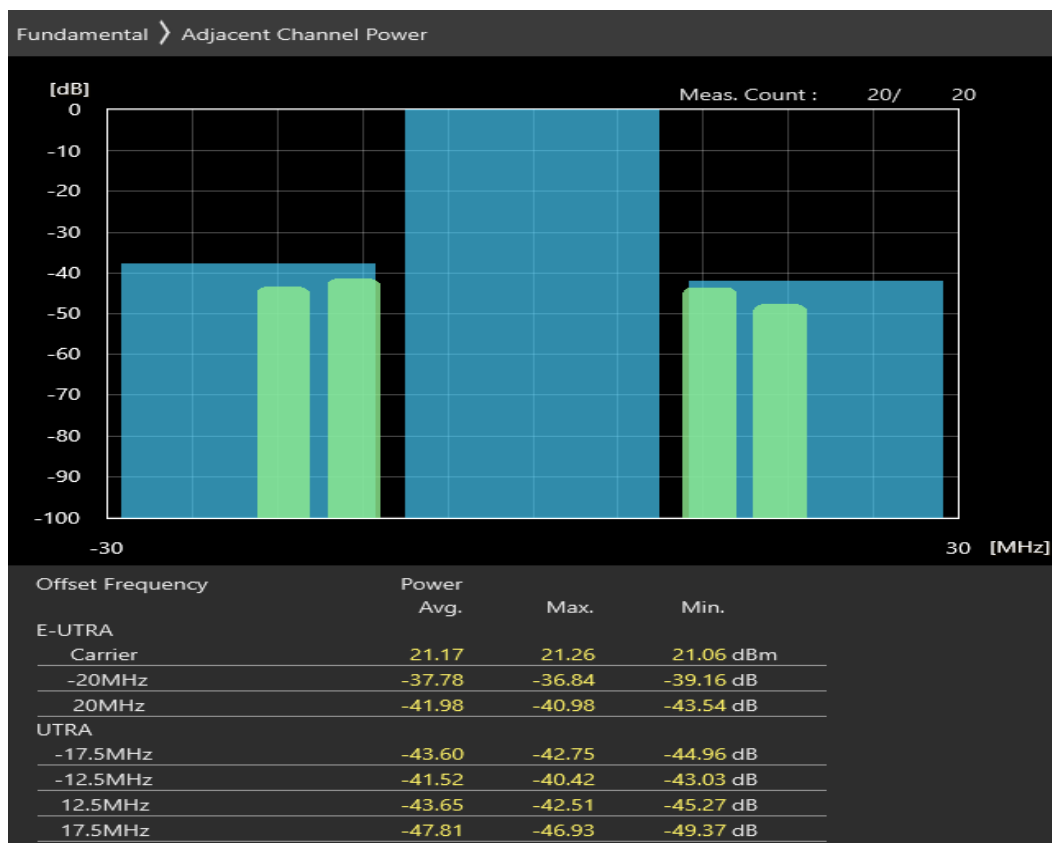 Fundamental 〉 Adjacent Channel Power
[dB]
Meas. Count : 20/ 20
0
-10
-20
-30
-40
-50
-60
-70
-80
-90
-100
-30 30 [MHz]
Offset Frequency Power
Avg. Max. Min.
E-UTRA
Carrier 21.17 21.26 21.06 dBm
-20MHz -37.78 -36.84 -39.16 dB
20MHz -41.98 -40.98 -43.54 dB
UTRA
-17.5MHz -43.60 -42.75 -44.96 dB
-12.5MHz -41.52 -40.42 -43.03 dB
12.5MHz -43.65 -42.51 -45.27 dB
17.5MHz -47.81 -46.93 -49.37 dB